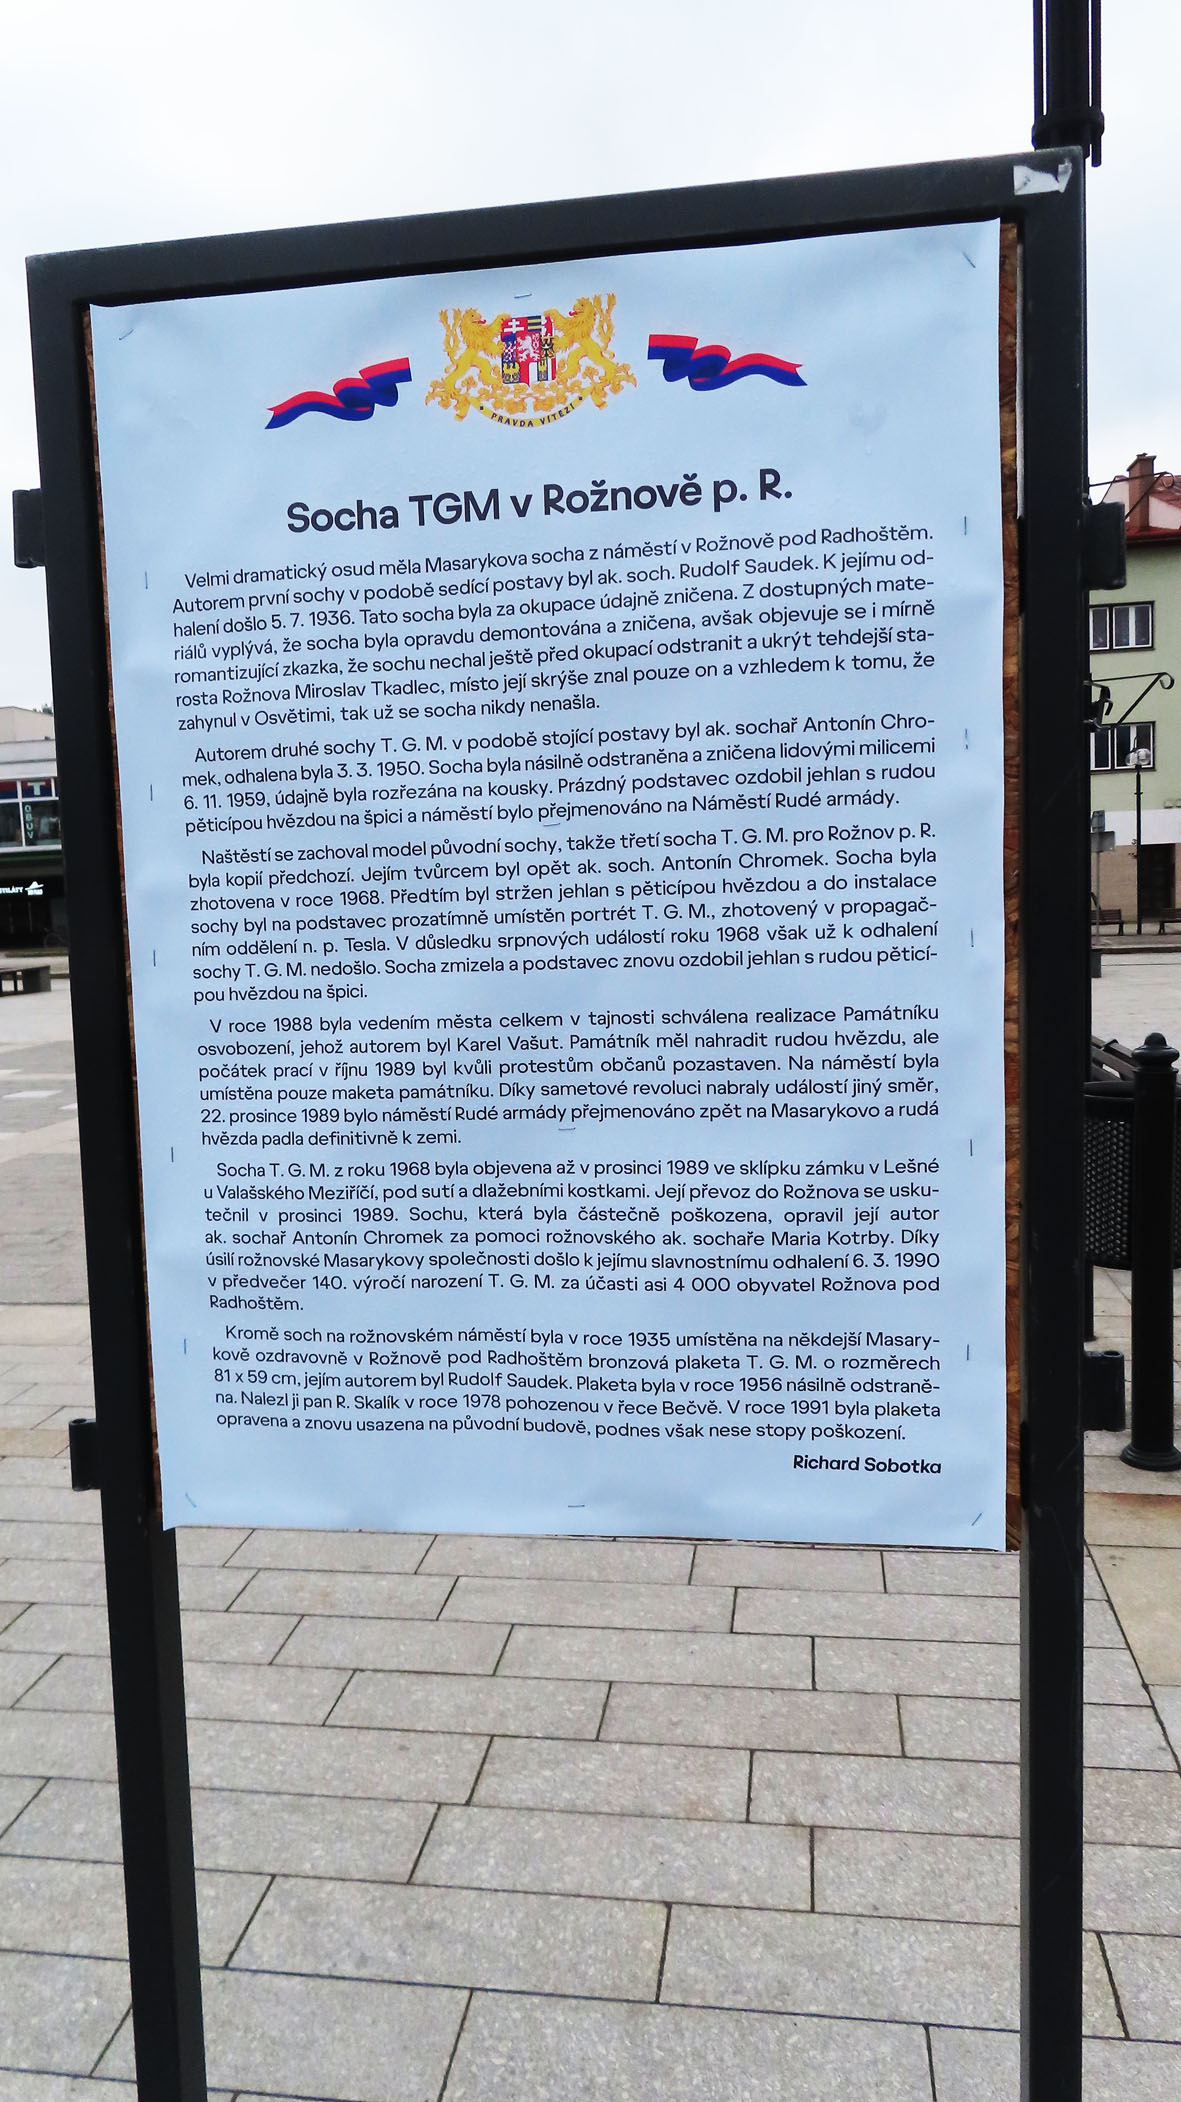 PRAVDA VÍTĚZÍ
Socha TGM v Rožnově p. R.
Velmi dramatický osud měla Masarykova socha z náměstí v Rožnově pod Radhoštěm.
Autorem první sochy v podobě sedící postavy byl ak. soch. Rudolf Saudek. K jejímu od-
halení došlo 5. 7. 1936. Tato socha byla za okupace údajně zničena. Z dostupných mate-
riálů vyplývá, že socha byla opravdu demontována a zničena, avšak objevuje se i mírně
romantizující zkazka, že sochu nechal ještě před okupací odstranit a ukrýt tehdejší sta-
rosta Rožnova Miroslav Tkadlec, místo její skrýše znal pouze on a vzhledem k tomu, že
zahynul v Osvětimi, tak už se socha nikdy nenašla.
Autorem druhé sochy T. G. M. v podobě stojící postavy byl ak. sochař Antonín Chro-
mek, odhalena byla 3. 3. 1950. Socha byla násilně odstraněna a zničena lidovými milicemi
6. 11. 1959, údajně byla rozřezána na kousky. Prázdný podstavec ozdobil jehlan s rudou
pěticípou hvězdou na špici a náměstí bylo přejmenováno na Náměstí Rudé armády.
Naštěstí se zachoval model původní sochy, takže třetí socha T. G. M. pro Rožnov p. R.
byla kopií předchozí. Jejím tvůrcem byl opět ak. soch. Antonín Chromek. Socha byla
zhotovena v roce 1968. Předtím byl stržen jehlan s pěticípou hvězdou a do instalace
sochy byl na podstavec prozatímně umístěn portrét T. G. M., zhotovený v propagač-
ním oddělení n. p. Tesla. V důsledku srpnových událostí roku 1968 však už k odhalení
sochy T. G. M. nedošlo. Socha zmizela a podstavec znovu ozdobil jehlan s rudou pěticí-
pou hvězdou na špici.
V roce 1988 byla vedením města celkem v tajnosti schválena realizace Památníku
osvobození, jehož autorem byl Karel Vašut. Památník měl nahradit rudou hvězdu, ale
počátek prací v říjnu 1989 byl kvůli protestům občanů pozastaven. Na náměstí byla
umístěna pouze maketa památníku. Díky sametové revoluci nabraly událostí jiný směr,
22. prosince 1989 bylo náměstí Rudé armády přejmenováno zpět na Masarykovo a rudá
hvězda padla definitivně k zemi.
Socha T. G. M. z roku 1968 byla objevena až v prosinci 1989 ve sklípku zámku v Lešné
u Valašského Meziříčí, pod sutí a dlažebními kostkami. Její převoz do Rožnova se usku-
tečnil v prosinci 1989. Sochu, která byla částečně poškozena, opravil její autor
ak. sochař Antonín Chromek za pomoci rožnovského ak. sochaře Maria Kotrby. Díky
úsilí rožnovské Masarykovy společnosti došlo k jejímu slavnostnímu odhalení 6. 3. 1990
v předvečer 140. výročí narození T. G. M. za účasti asi 4 000 obyvatel Rožnova pod
Radhoštěm.
Kromě soch na rožnovském náměstí byla v roce 1935 umístěna na někdejší Masary-
kově ozdravovně v Rožnově pod Radhoštěm bronzová plaketa T. G. M. o rozměrech
81 x 59 cm, jejím autorem byl Rudolf Saudek. Plaketa byla v roce 1956 násilně odstraně-
na. Nalezl ji pan R. Skalík v roce 1978 pohozenou v řece Bečvě. V roce 1991 byla plaketa
opravena a znovu usazena na původní budově, podnes však nese stopy poškození.
Richard Sobotka
T
OBUV